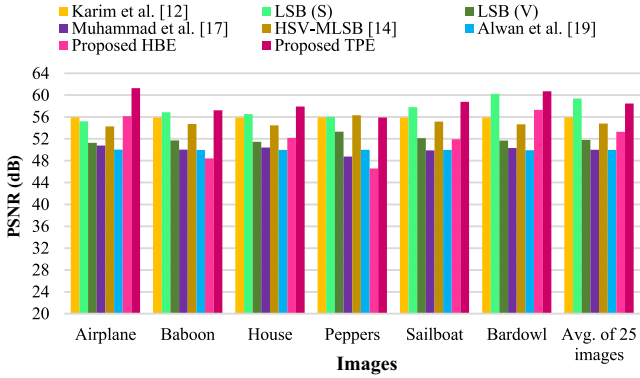 Karim et al. [12] LSB (S) LSB (V)
Muhammad et al. [17] HSV-MLSB [14] Alwan et al. [19]
Proposed HBE Proposed TPE
64
60
56
52
48
44
40
36
32
28
24
20
PSNR (dB)
Airplane Baboon House Peppers Sailboat Bardowl Avg. of 25
images
Images